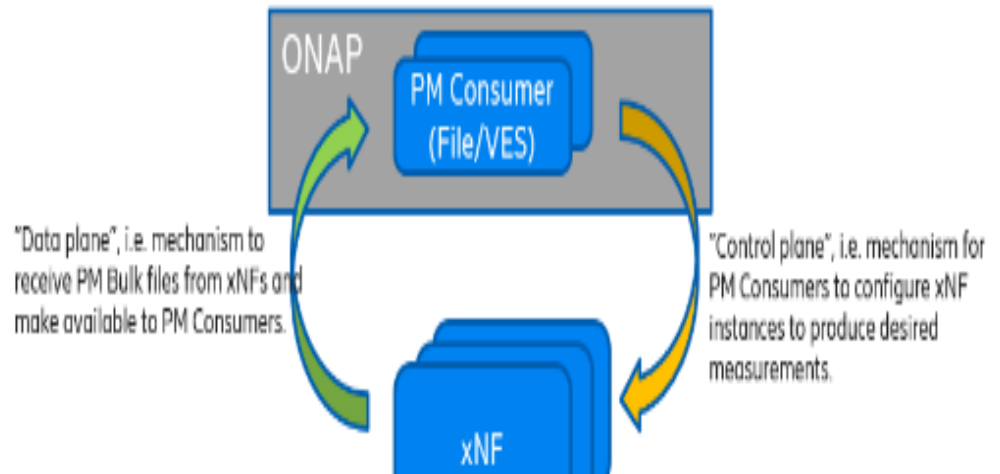 ONAP
PM Consumer
(File/VES)
"Data plane", i.e. mechanism to
receive PM Bulk files from xNFs and
make available to PM Consumers.
"Control plane", i.e. mechanism for
PM Consumers to configure xNF
instances to produce desired
measurements.
xNF